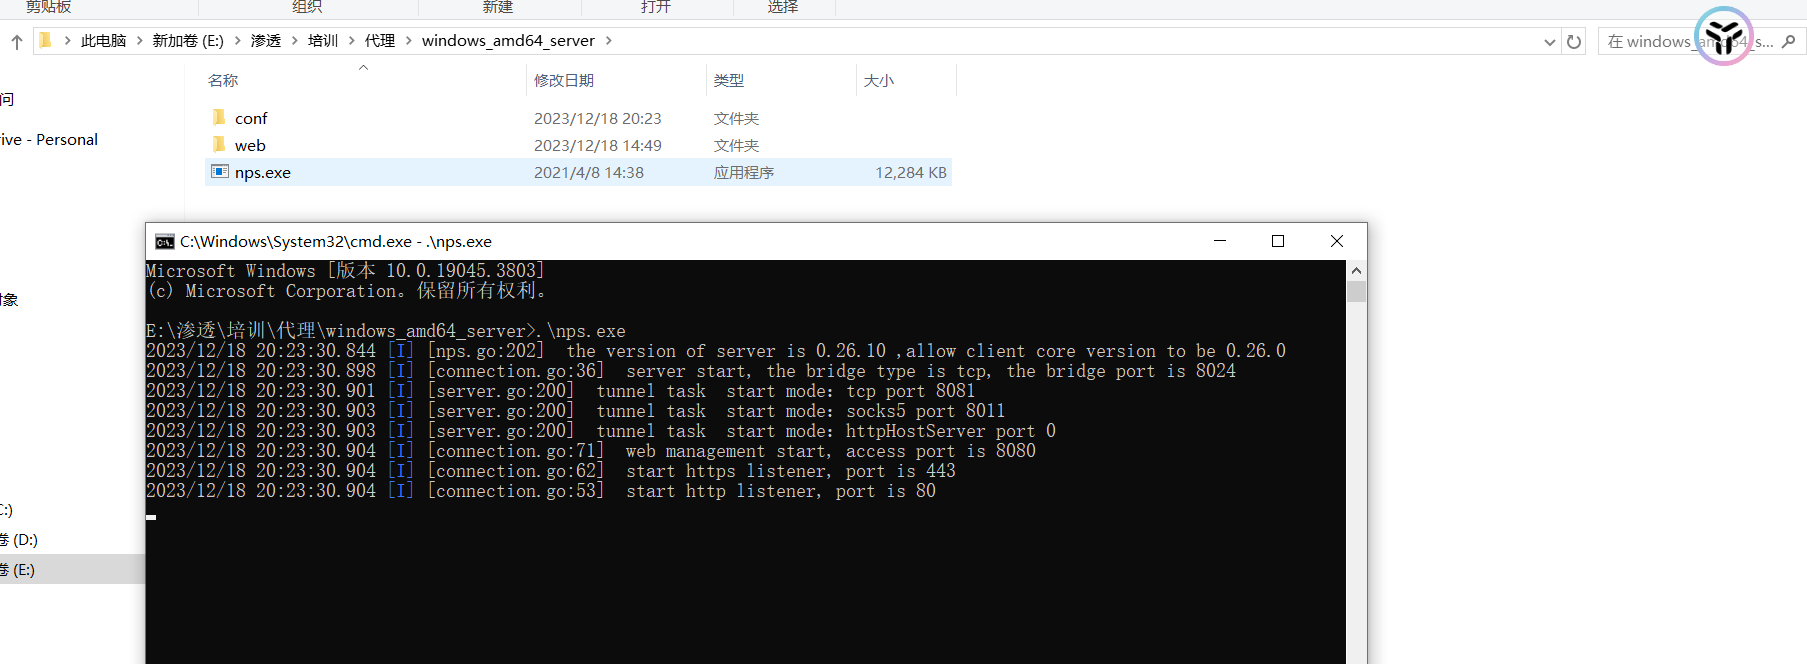 剪贴板 组织 新建 打开 选择
此电脑 新加卷 (E:) 渗透 培训 代理 windows_amd64_server
在 windows_amd64_s...
名称 修改日期 类型 大小
问
conf 2023/12/18 20:23 文件夹
rive - Personal
web 2023/12/18 14:49 文件夹
nps.exe 2021/4/8 14:38 应用程序 12,284 KB
C:\Windows\System32\cmd.exe - .\nps.exe
Microsoft Windows [版本 10.0.19045.3803]
(c) Microsoft Corporation。保留所有权利。
对象
E:\渗透\培训\代理\windows_amd64_server>.\nps.exe
2023/12/18 20:23:30.844 [I] [nps.go:202]  the version of server is 0.26.10 ,allow client core version to be 0.26.0
2023/12/18 20:23:30.898 [I] [connection.go:36]  server start, the bridge type is tcp, the bridge port is 8024
2023/12/18 20:23:30.901 [I] [server.go:200]  tunnel task  start mode：tcp port 8081
2023/12/18 20:23:30.903 [I] [server.go:200]  tunnel task  start mode：socks5 port 8011
2023/12/18 20:23:30.903 [I] [server.go:200]  tunnel task  start mode：httpHostServer port 0
2023/12/18 20:23:30.904 [I] [connection.go:71]  web management start, access port is 8080
2023/12/18 20:23:30.904 [I] [connection.go:62]  start https listener, port is 443
2023/12/18 20:23:30.904 [I] [connection.go:53]  start http listener, port is 80
C:)
卷 (D:)
卷 (E:)